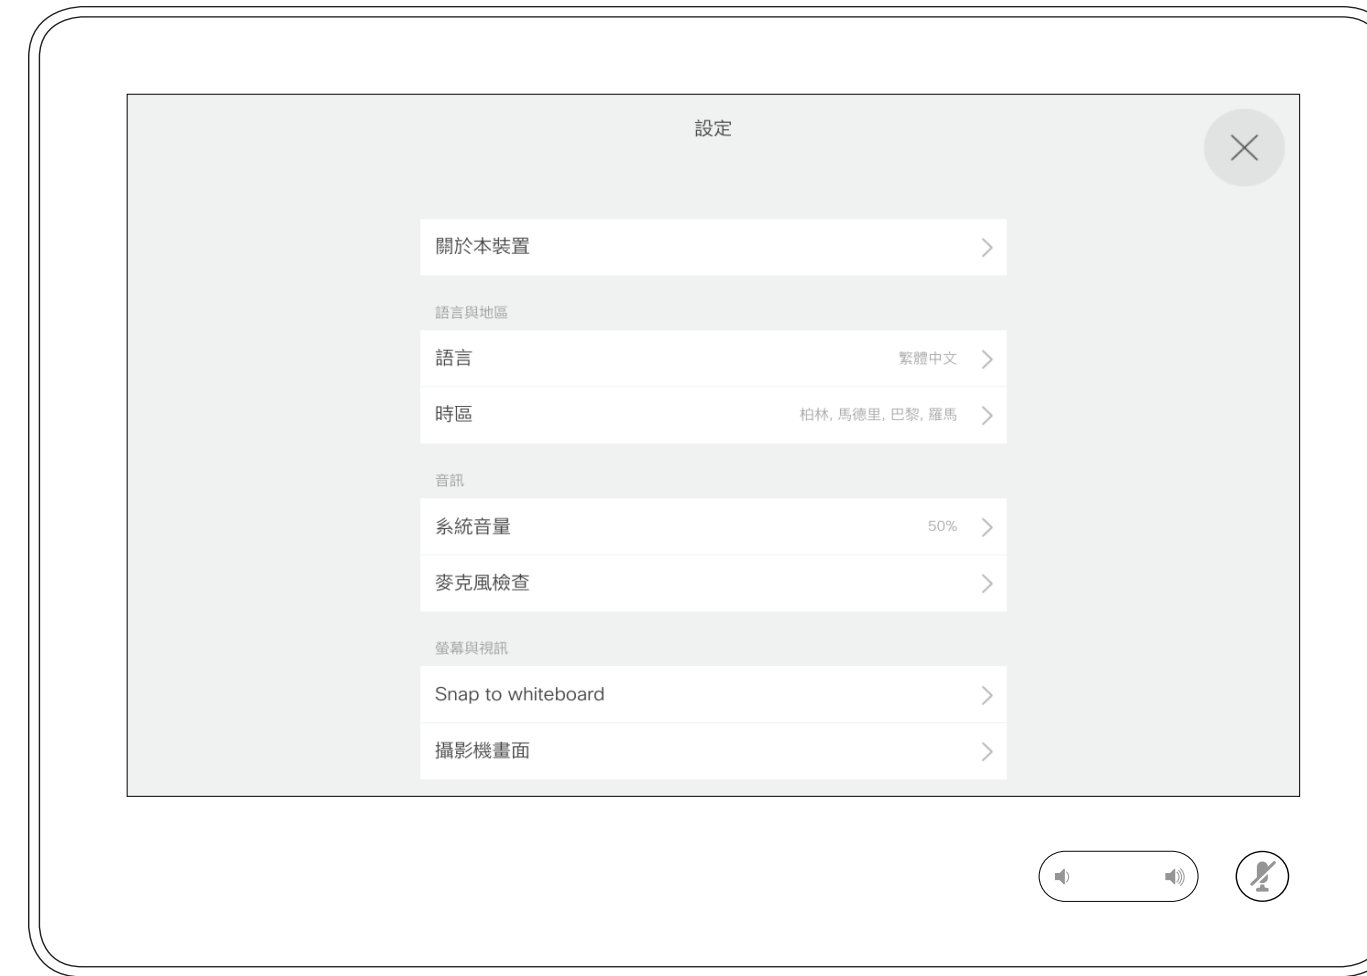 設定
關於本裝置
語言與地區
語言 繁體中文
時區 柏林, 馬德里, 巴黎, 羅馬
音訊
系統音量 50%
麥克風檢查
螢幕與視訊
Snap to whiteboard
攝影機畫面